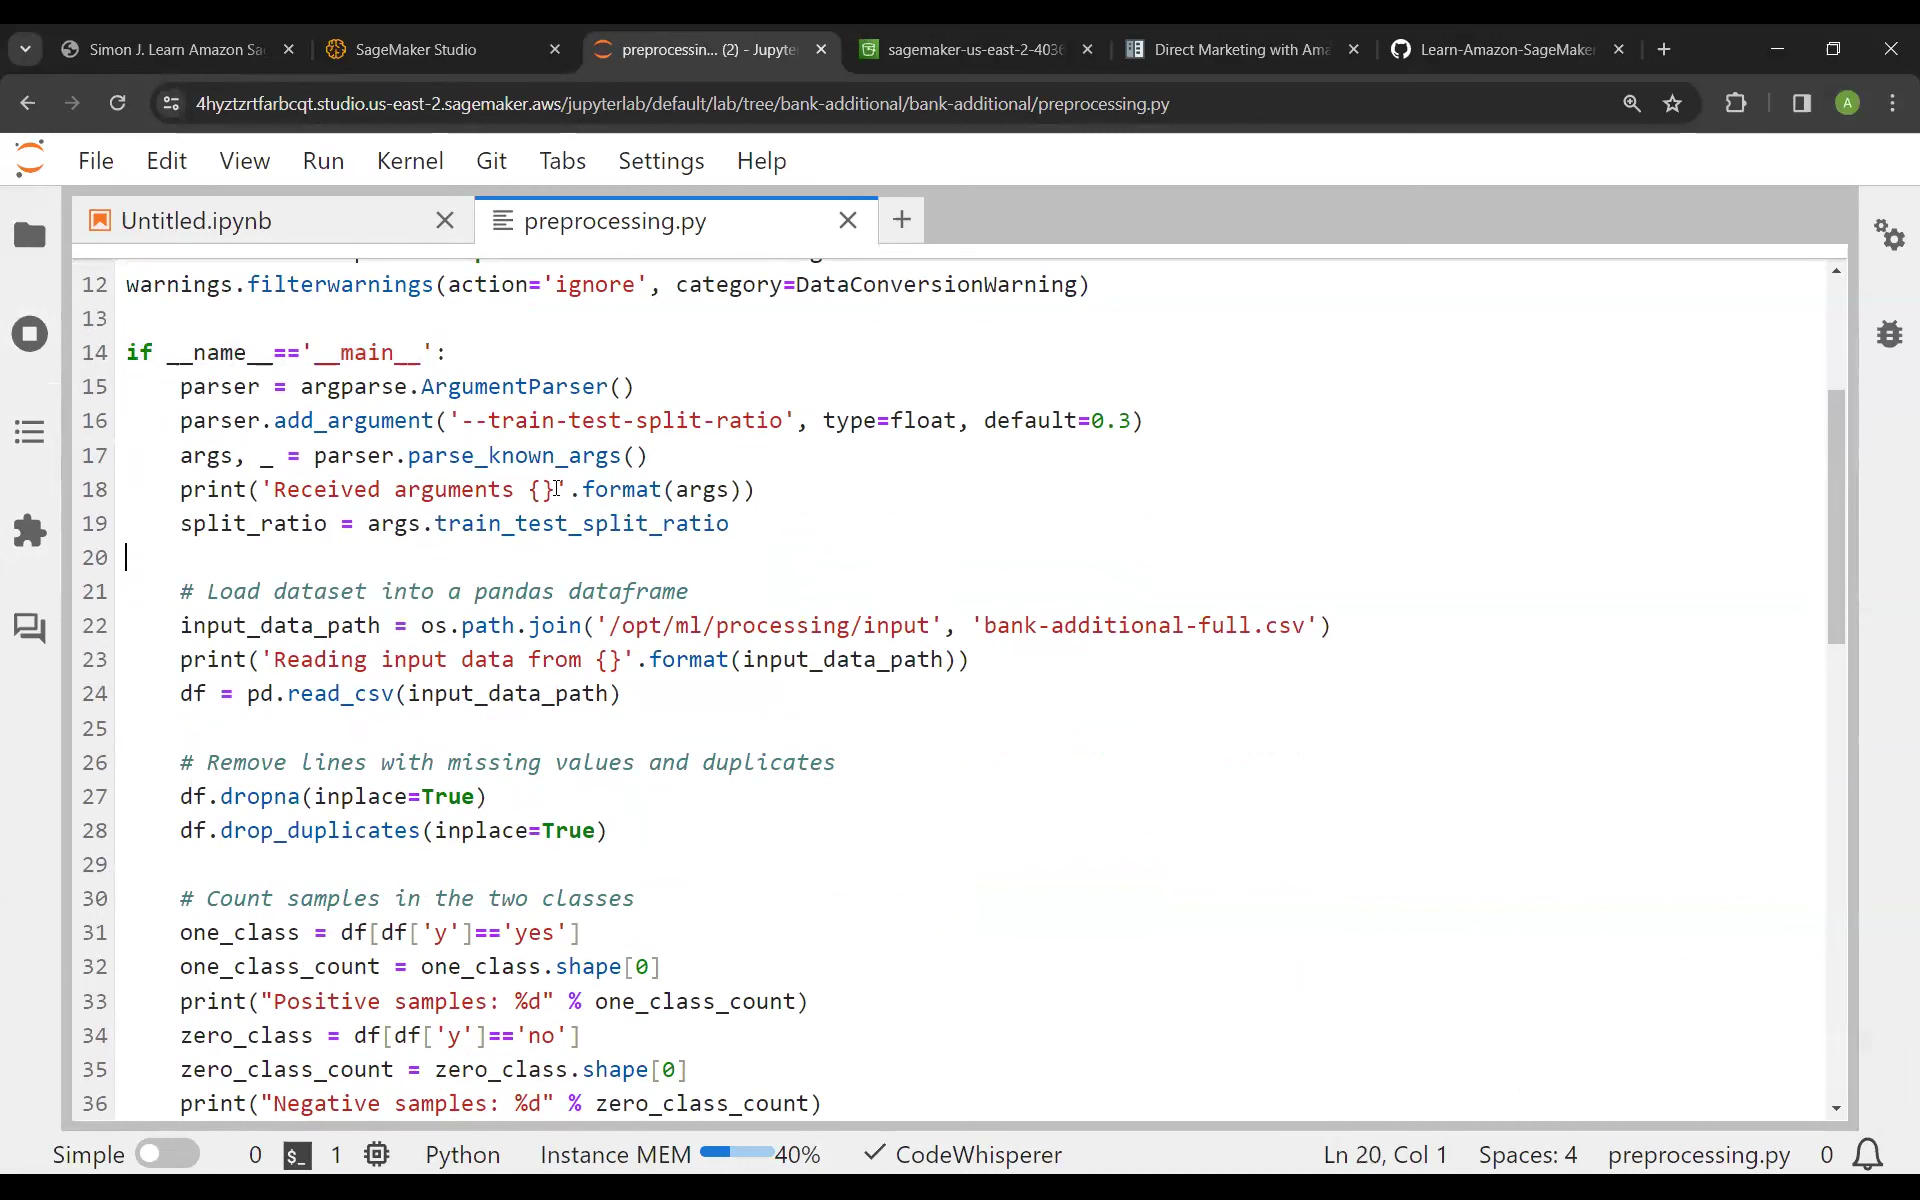 Simon J. Learn Amazon Sa
SageMaker Studio
preprocessin... (2) - Jupyte
sagemaker-us-east-2-4036
Direct Marketing with Ama
Learn-Amazon-SageMaker
4hyztzrtfarbcqt.studio.us-east-2.sagemaker.aws/jupyterlab/default/lab/tree/bank-additional/bank-additional/preprocessing.py
A
File Edit View Run Kernel Git Tabs Settings Help
Untitled.ipynb
preprocessing.py
12 warnings.filterwarnings(action='ignore', category=DataConversionWarning)
13
14 if __name__=='__main__':
15 parser = argparse.ArgumentParser()
16 parser.add_argument('--train-test-split-ratio', type=float, default=0.3)
17 args, _ = parser.parse_known_args()
18 print('Received arguments {}'.format(args))
19 split_ratio = args.train_test_split_ratio
20
21 # Load dataset into a pandas dataframe
22 input_data_path = os.path.join('/opt/ml/processing/input', 'bank-additional-full.csv')
23 print('Reading input data from {}'.format(input_data_path))
24 df = pd.read_csv(input_data_path)
25
26 # Remove lines with missing values and duplicates
27 df.dropna(inplace=True)
28 df.drop_duplicates(inplace=True)
29
30 # Count samples in the two classes
31 one_class = df[df['y']=='yes']
32 one_class_count = one_class.shape[0]
33 print("Positive samples: %d" % one_class_count)
34 zero_class = df[df['y']=='no']
35 zero_class_count = zero_class.shape[0]
36 print("Negative samples: %d" % zero_class_count)
Simple 0 $_ 1 Python Instance MEM 40% CodeWhisperer Ln 20, Col 1 Spaces: 4 preprocessing.py 0